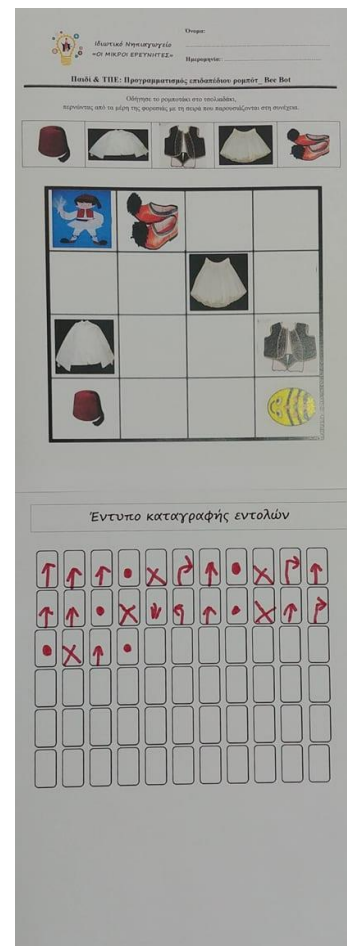 Όνομα:
Ιδιωτικό Νηπιαγωγείο
«ΟΙ ΜΙΚΡΟΙ ΕΡΕΥΝΗΤΕΣ»
Ημερομηνία:
Παιδί & ΤΠΕ: Προγραμματισμός επιδαπέδιου ρομπότ_ Bee Bot
Οδήγησε το ρομποτάκι στο τσολιαδάκι,
περνώντας από τα μέρη της φορεσιάς με τη σειρά που παρουσιάζονται στη συνέχεια.
Έντυπο καταγραφής εντολών